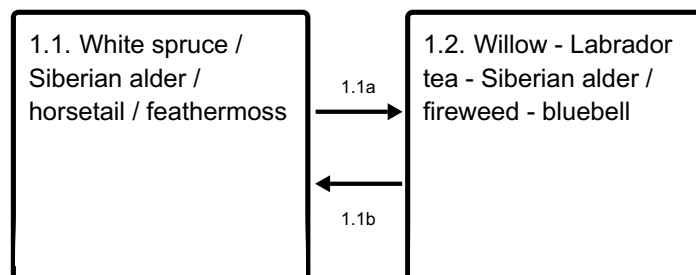 1.1. White spruce /
Siberian alder /
horsetail / feathermoss
1.1a
1.1b
1.2. Willow - Labrador
tea - Siberian alder /
fireweed - bluebell